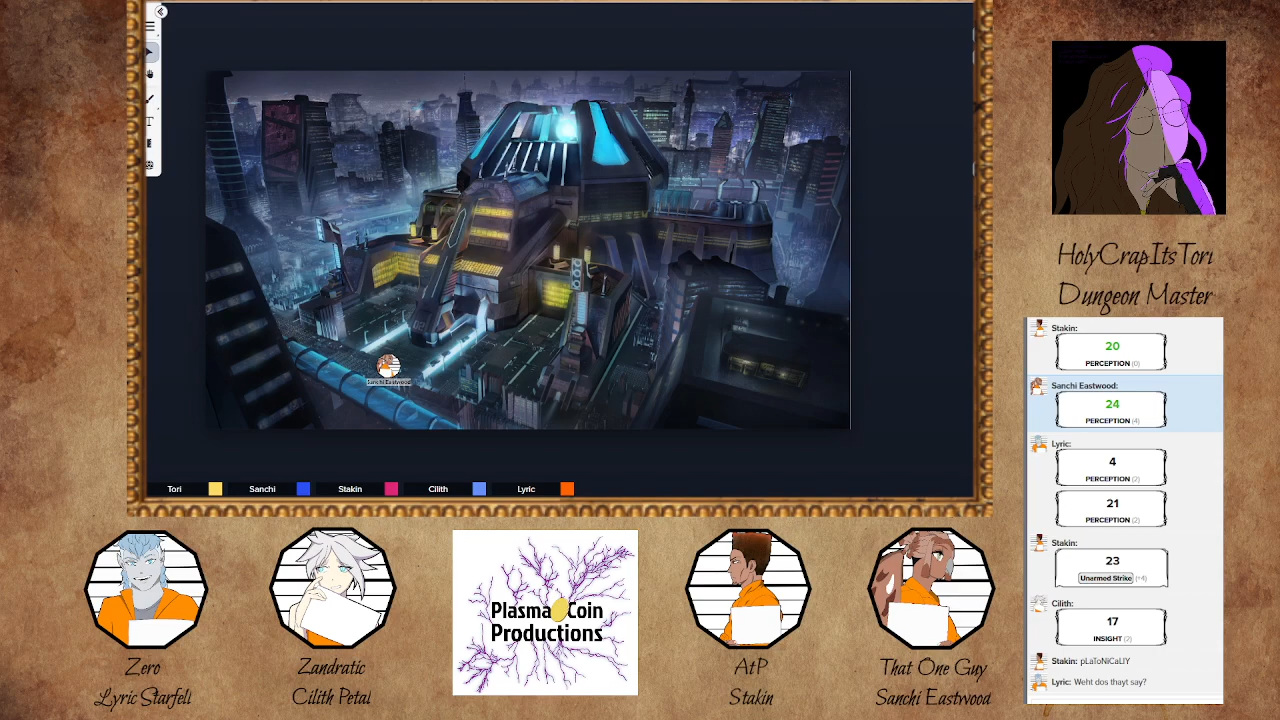 Sanchi Eastwood
Tori
Sanchi
Stakin
Cilith
Lyric
HolyCrapItsTori
Dungeon Master
Stakin:
20
PERCEPTION (0)
Sanchi Eastwood:
24
PERCEPTION (4)
Lyric:
4
PERCEPTION (2)
21
PERCEPTION (2)
Stakin:
23
Unarmed Strike (+4)
Cilith:
17
INSIGHT (2)
Stakin: pLaToNiCaLlY
Lyric: Weht dos thayt say?
Zero
Lyric Starfell
Zandratic
Cilith Petal
Plasma Coin
Productions
AtP
Stakin
That One Guy
Sanchi Eastwood